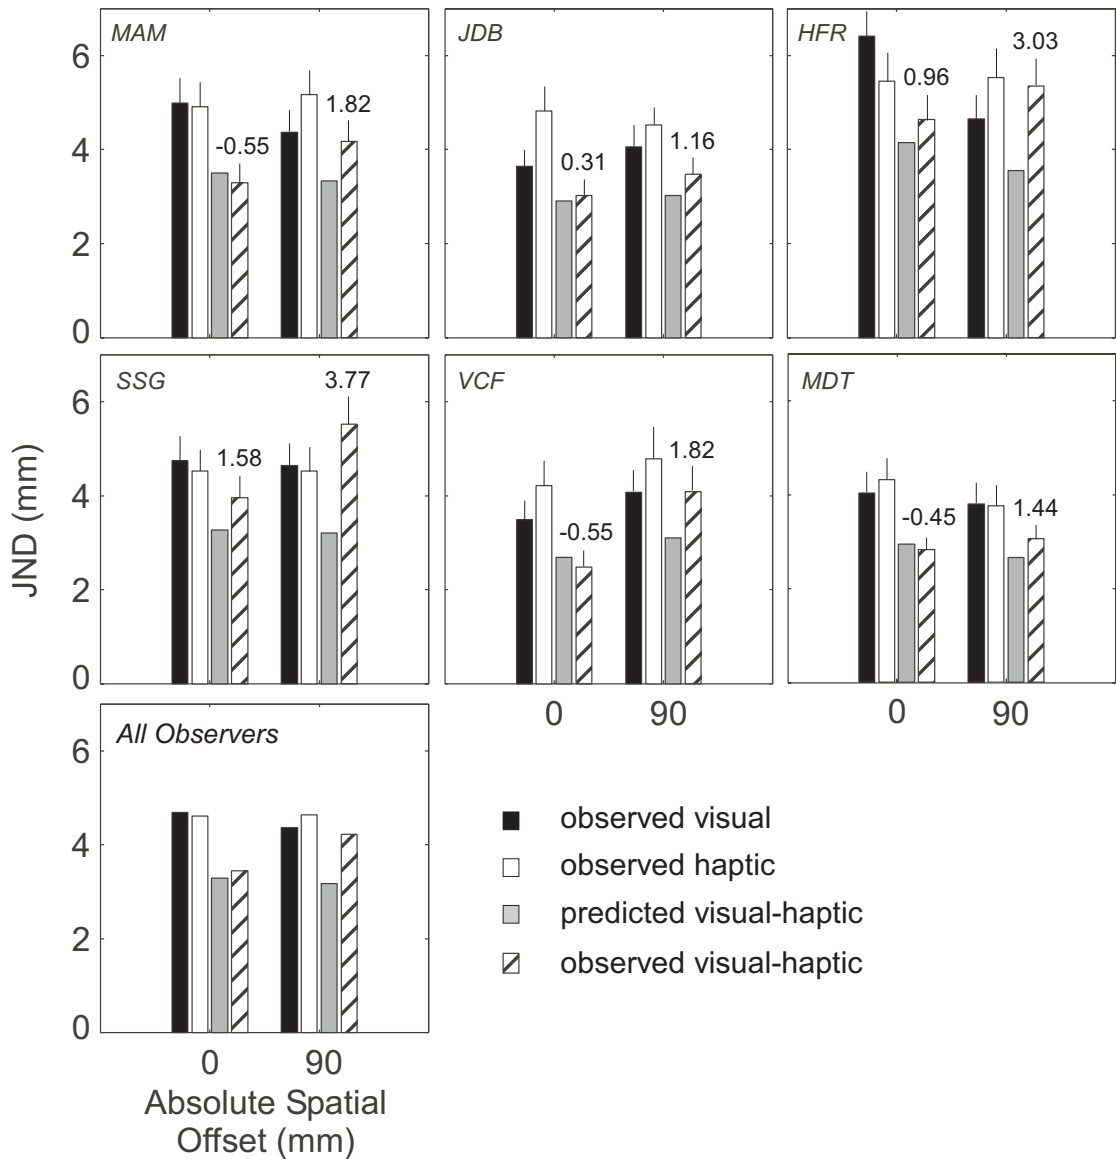 MAM
JDB
HFR
6
4
2
0
-0.55
1.82
0.31
1.16
0.96
3.03
SSG
VCF
MDT
6
4
2
0
1.58
3.77
-0.55
1.82
-0.45
1.44
0
90
0
90
JND (mm)
All Observers
6
4
2
0
0
90
Absolute Spatial
Offset (mm)
observed visual
observed haptic
predicted visual-haptic
observed visual-haptic